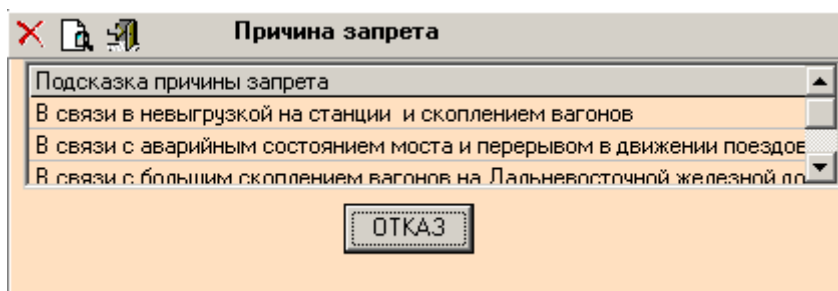 Причина запрета
Подсказка причины запрета
В связи в невыгрузкой на станции и скоплением вагонов
В связи с аварийным состоянием моста и перерывом в движении поездов
В связи с большим скоплением вагонов на Дальневосточной железной до
ОТКАЗ